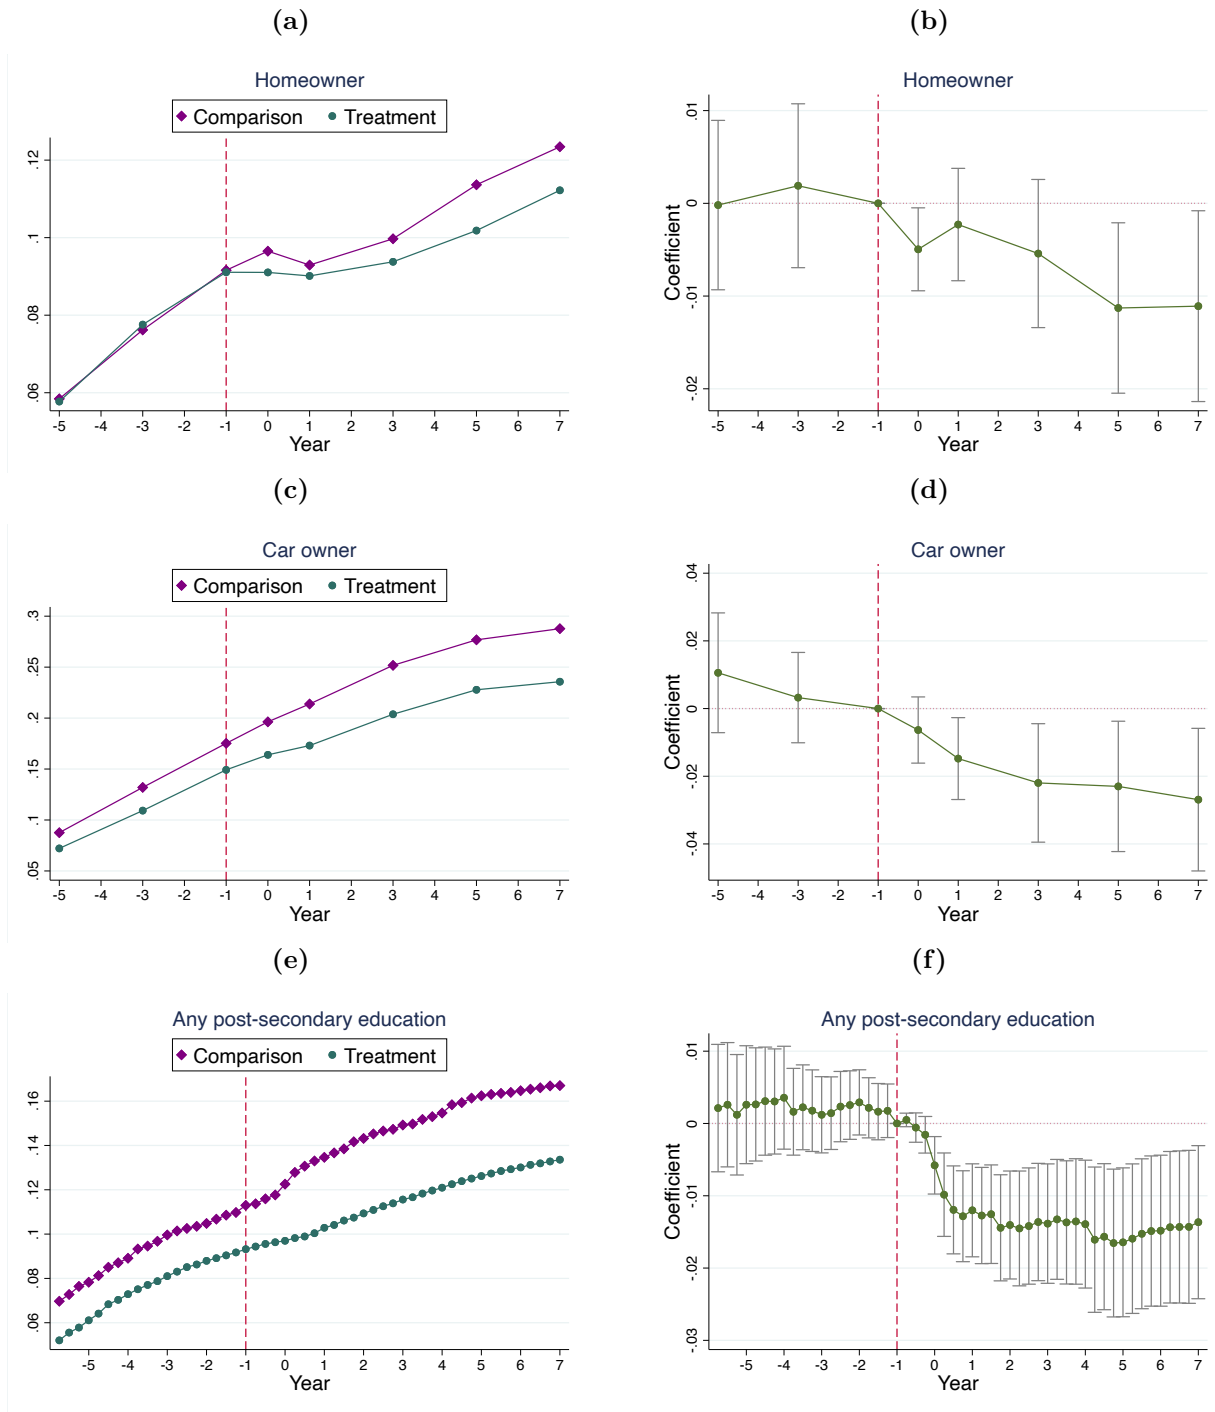 (a)
Homeowner
Comparison Treatment
.12
.1
.08
.06
-5 -4 -3 -2 -1 0 1 2 3 4 5 6 7
Year
(b)
Homeowner
.01
0
-.01
-.02
Coefficient
-5 -4 -3 -2 -1 0 1 2 3 4 5 6 7
Year
(c)
Car owner
Comparison Treatment
.3
.25
.2
.15
.1
.05
-5 -4 -3 -2 -1 0 1 2 3 4 5 6 7
Year
(d)
Car owner
.04
.02
0
-.02
-.04
Coefficient
-5 -4 -3 -2 -1 0 1 2 3 4 5 6 7
Year
(e)
Any post-secondary education
Comparison Treatment
.16
.14
.12
.1
.08
.06
-5 -4 -3 -2 -1 0 1 2 3 4 5 6 7
Year
(f)
Any post-secondary education
.01
0
-.01
-.02
-.03
Coefficient
-5 -4 -3 -2 -1 0 1 2 3 4 5 6 7
Year